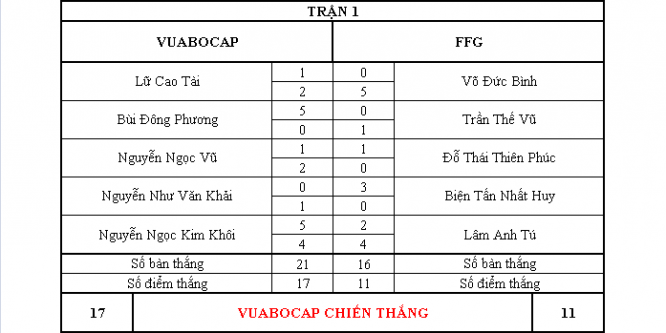 TRẬN 1
VUABOCAP FFG
Lữ Cao Tài 1 0 Võ Đức Bình
2 5
Bùi Đông Phương 5 0 Trần Thế Vũ
0 1
Nguyễn Ngọc Vũ 1 1 Đỗ Thái Thiên Phúc
2 0
Nguyễn Như Văn Khải 0 3 Biện Tấn Nhất Huy
1 0
Nguyễn Ngọc Kim Khôi 5 2 Lâm Anh Tú
4 4
Số bàn thắng 21 16 Số bàn thắng
Số điểm thắng 17 11 Số điểm thắng
17 VUABOCAP CHIẾN THẮNG 11